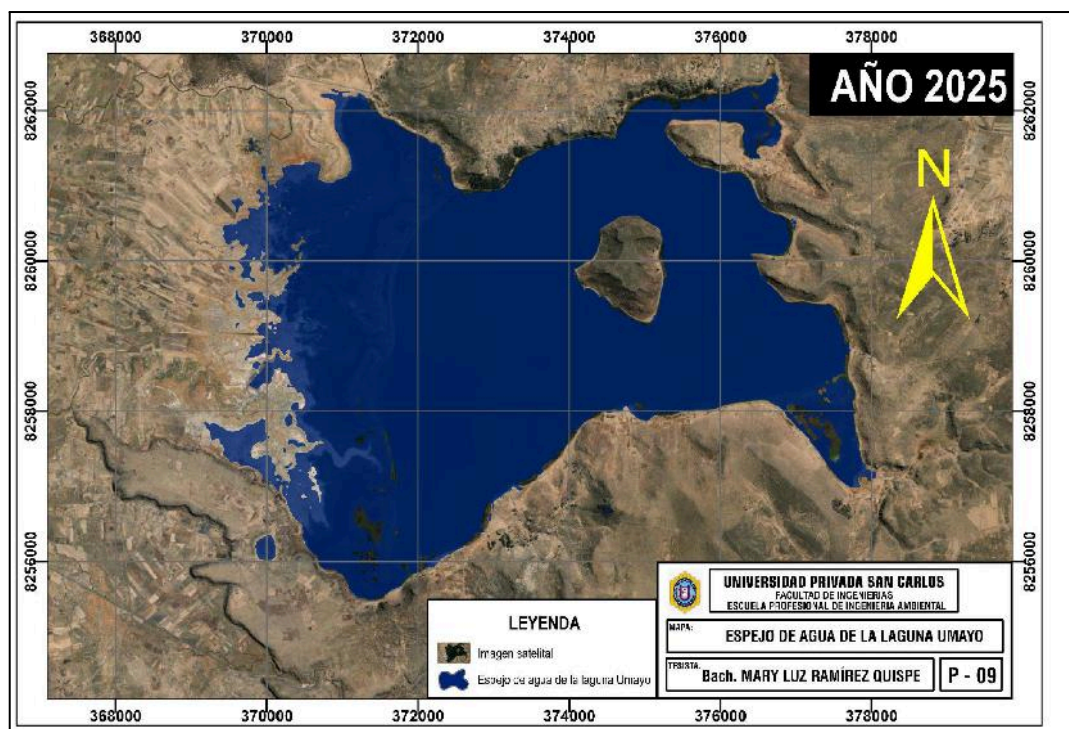 368000 370000 372000 374000 376000 378000
AÑO 2025
8262000 8262000
N
8260000 8260000
8258000 8258000
8256000 8256000
LEYENDA
Imagen satelital
Espejo de agua de la laguna Umayo
UNIVERSIDAD PRIVADA SAN CARLOS
FACULTAD DE INGENIERIAS
ESCUELA PROFESIONAL DE INGENIERIA AMBIENTAL
MAPA:
ESPEJO DE AGUA DE LA LAGUNA UMAYO
TESISTA:
Bach. MARY LUZ RAMÍREZ QUISPE
P - 09
368000 370000 372000 374000 376000 378000